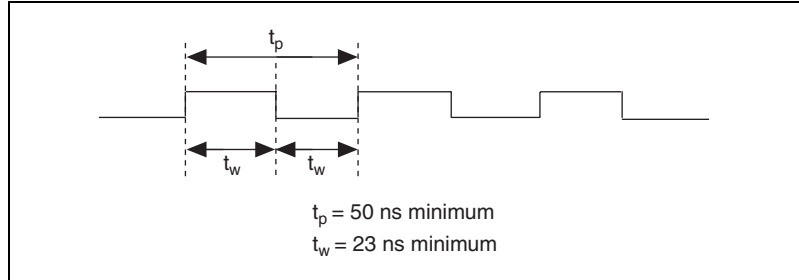 tp
tw tw
tp = 50 ns minimum
tw = 23 ns minimum